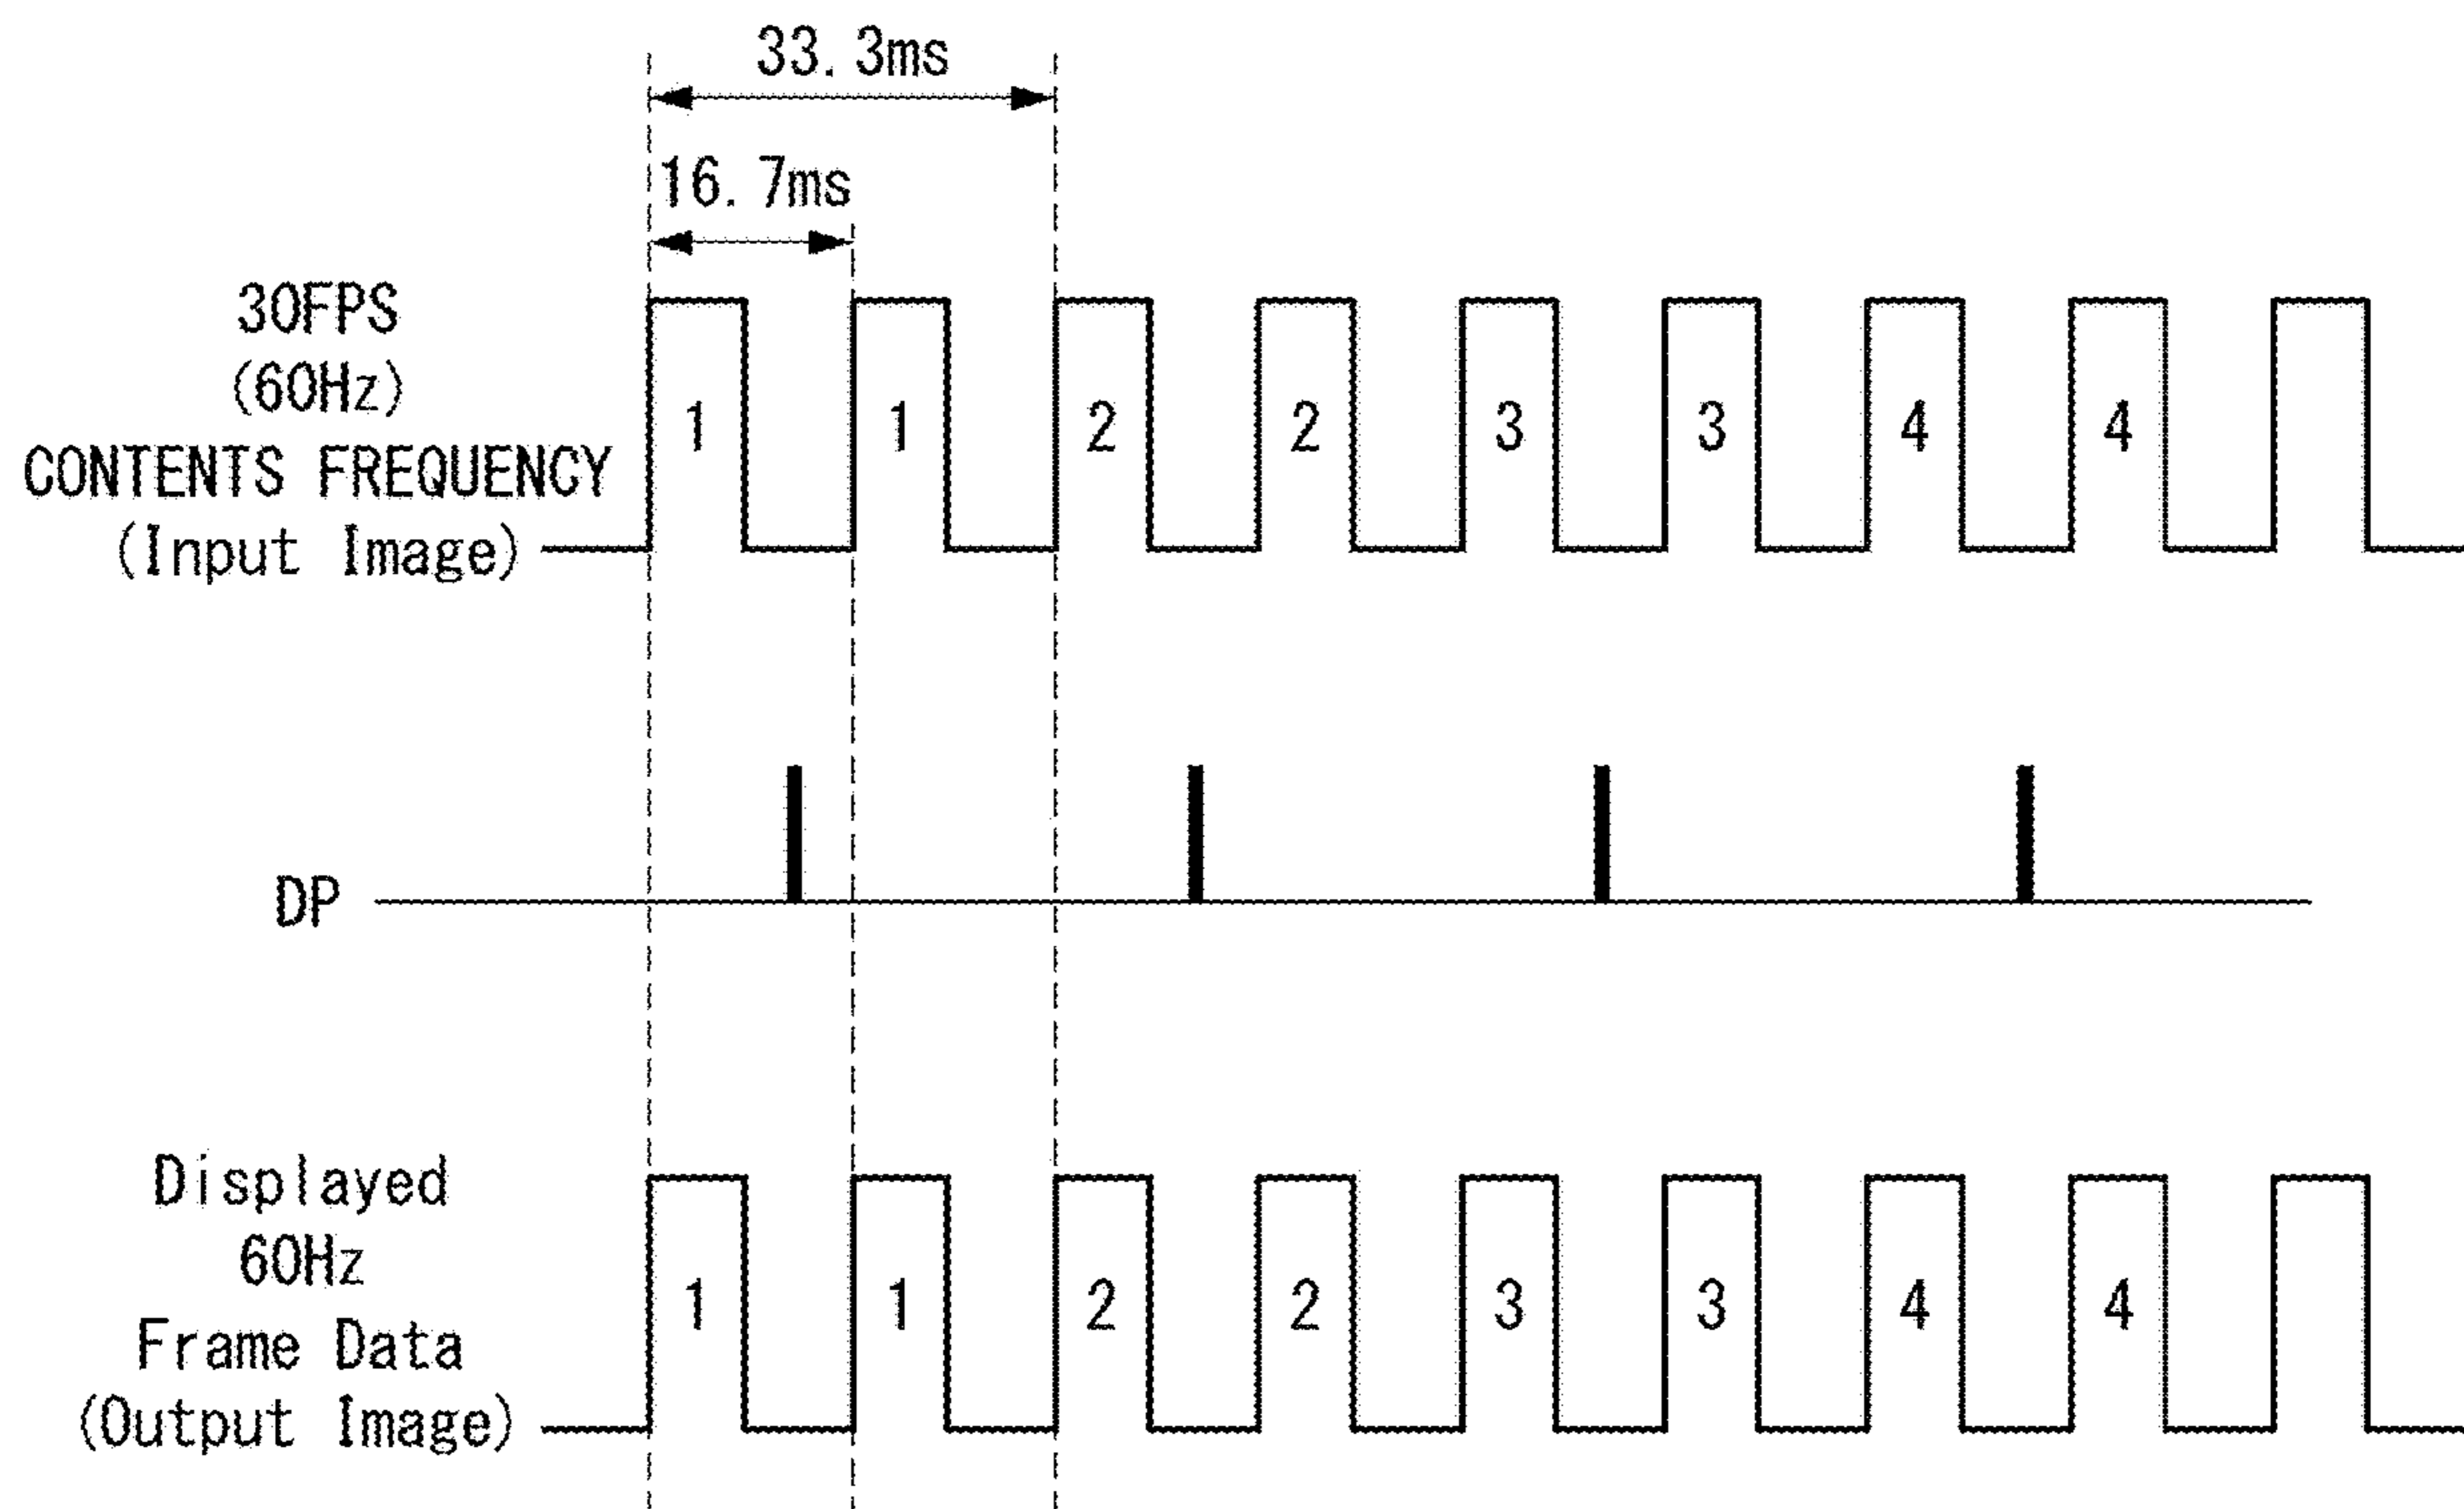 33.3ms
16.7ms
30FPS
(60Hz)
CONTENTS FREQUENCY
(Input Image)
1 1 2 2 3 3 4 4
DP
Displayed
60Hz
Frame Data
(Output Image)
1 1 2 2 3 3 4 4